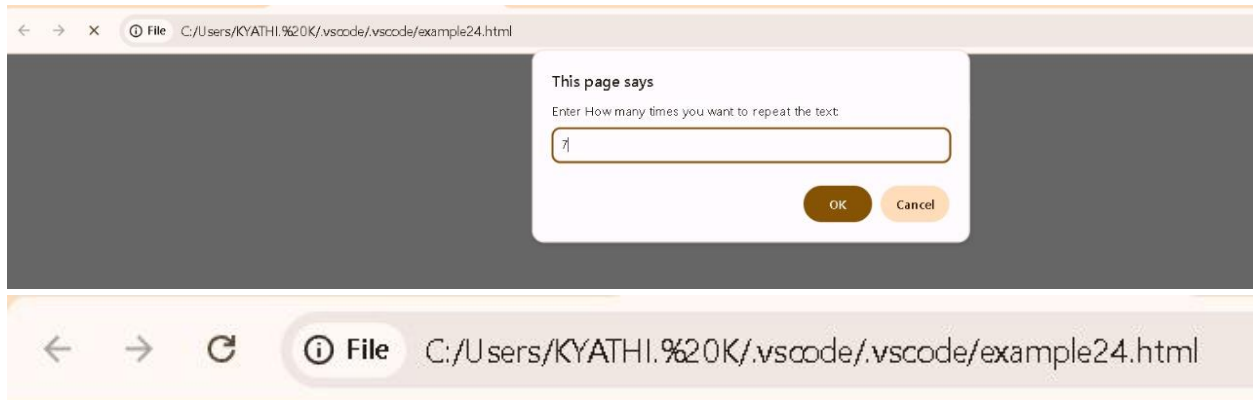 File C:/Users/KYATHI.%20K/.vscode/.vscode/example24.html
This page says
Enter How many times you want to repeat the text:
7
OK Cancel
File C:/Users/KYATHI.%20K/.vscode/.vscode/example24.html